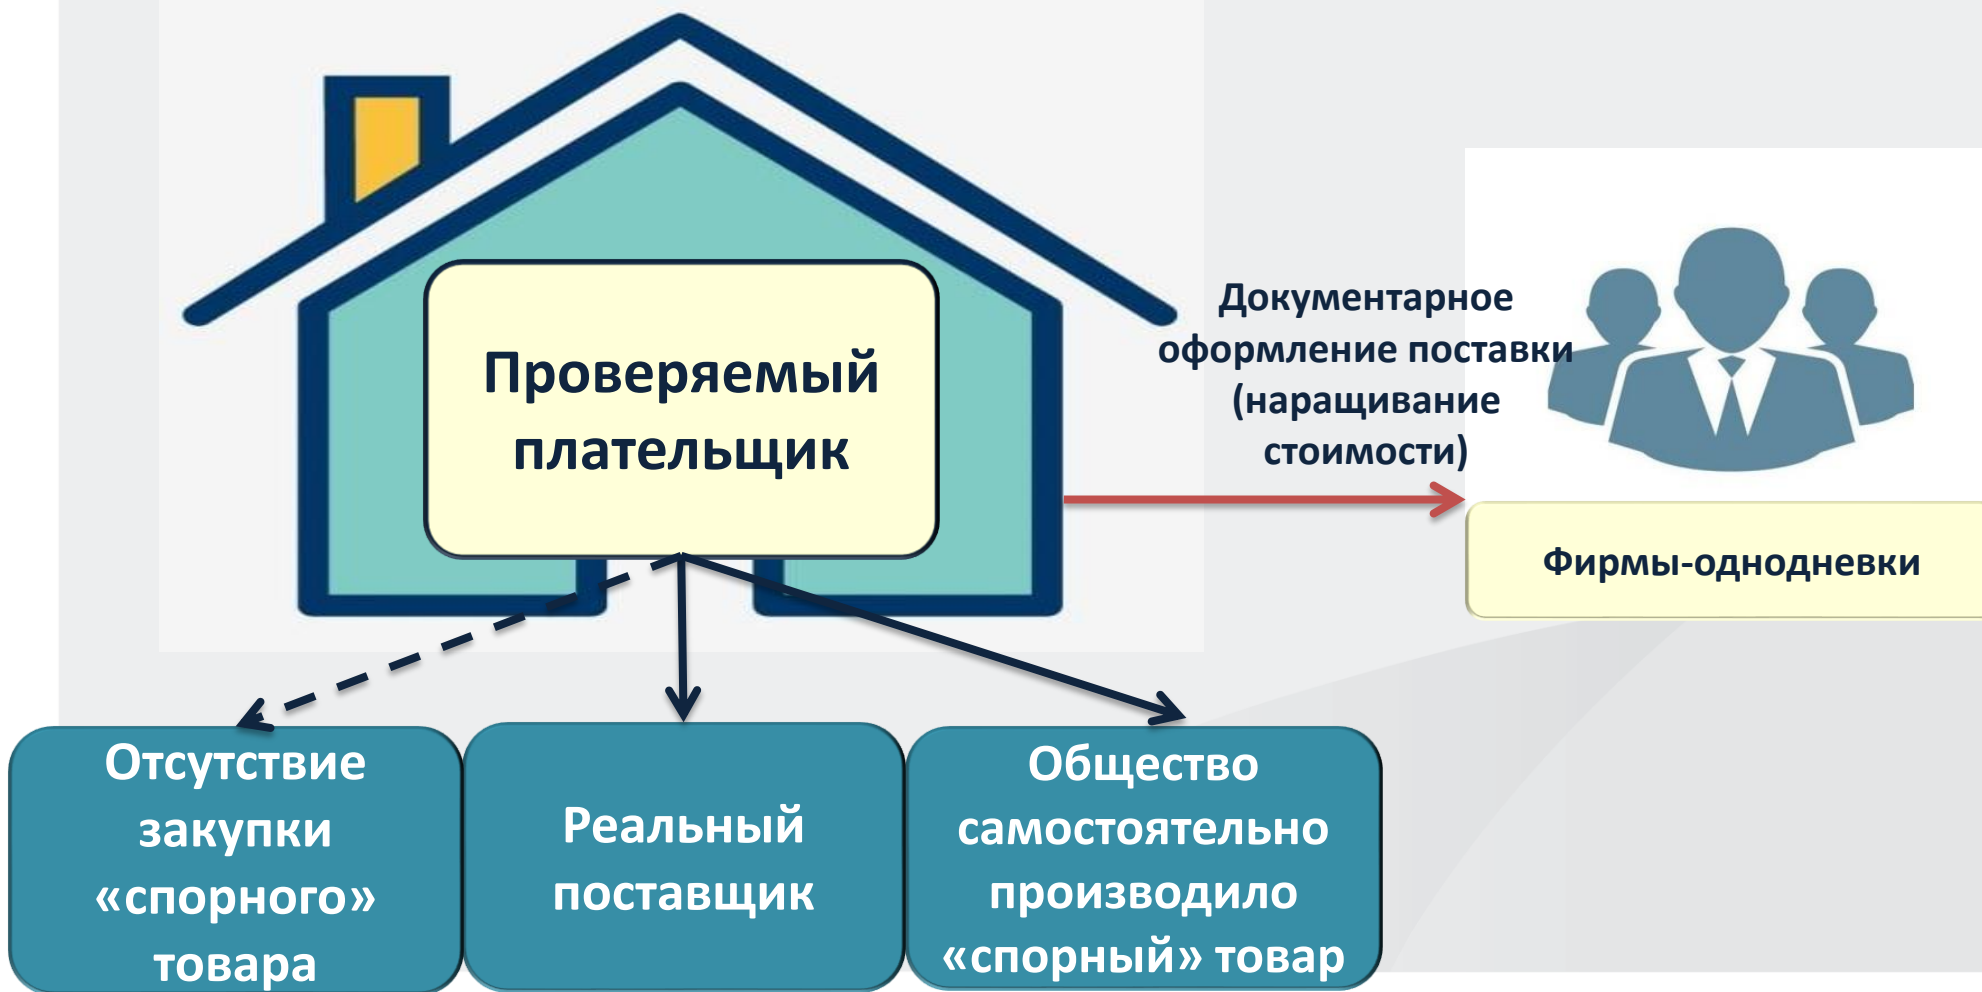 Проверяемый
плательщик
Документарное
оформление поставки
(наращивание
стоимости)
Фирмы-однодневки
Отсутствие
закупки
«спорного»
товара
Реальный
поставщик
Общество
самостоятельно
производило
«спорный» товар